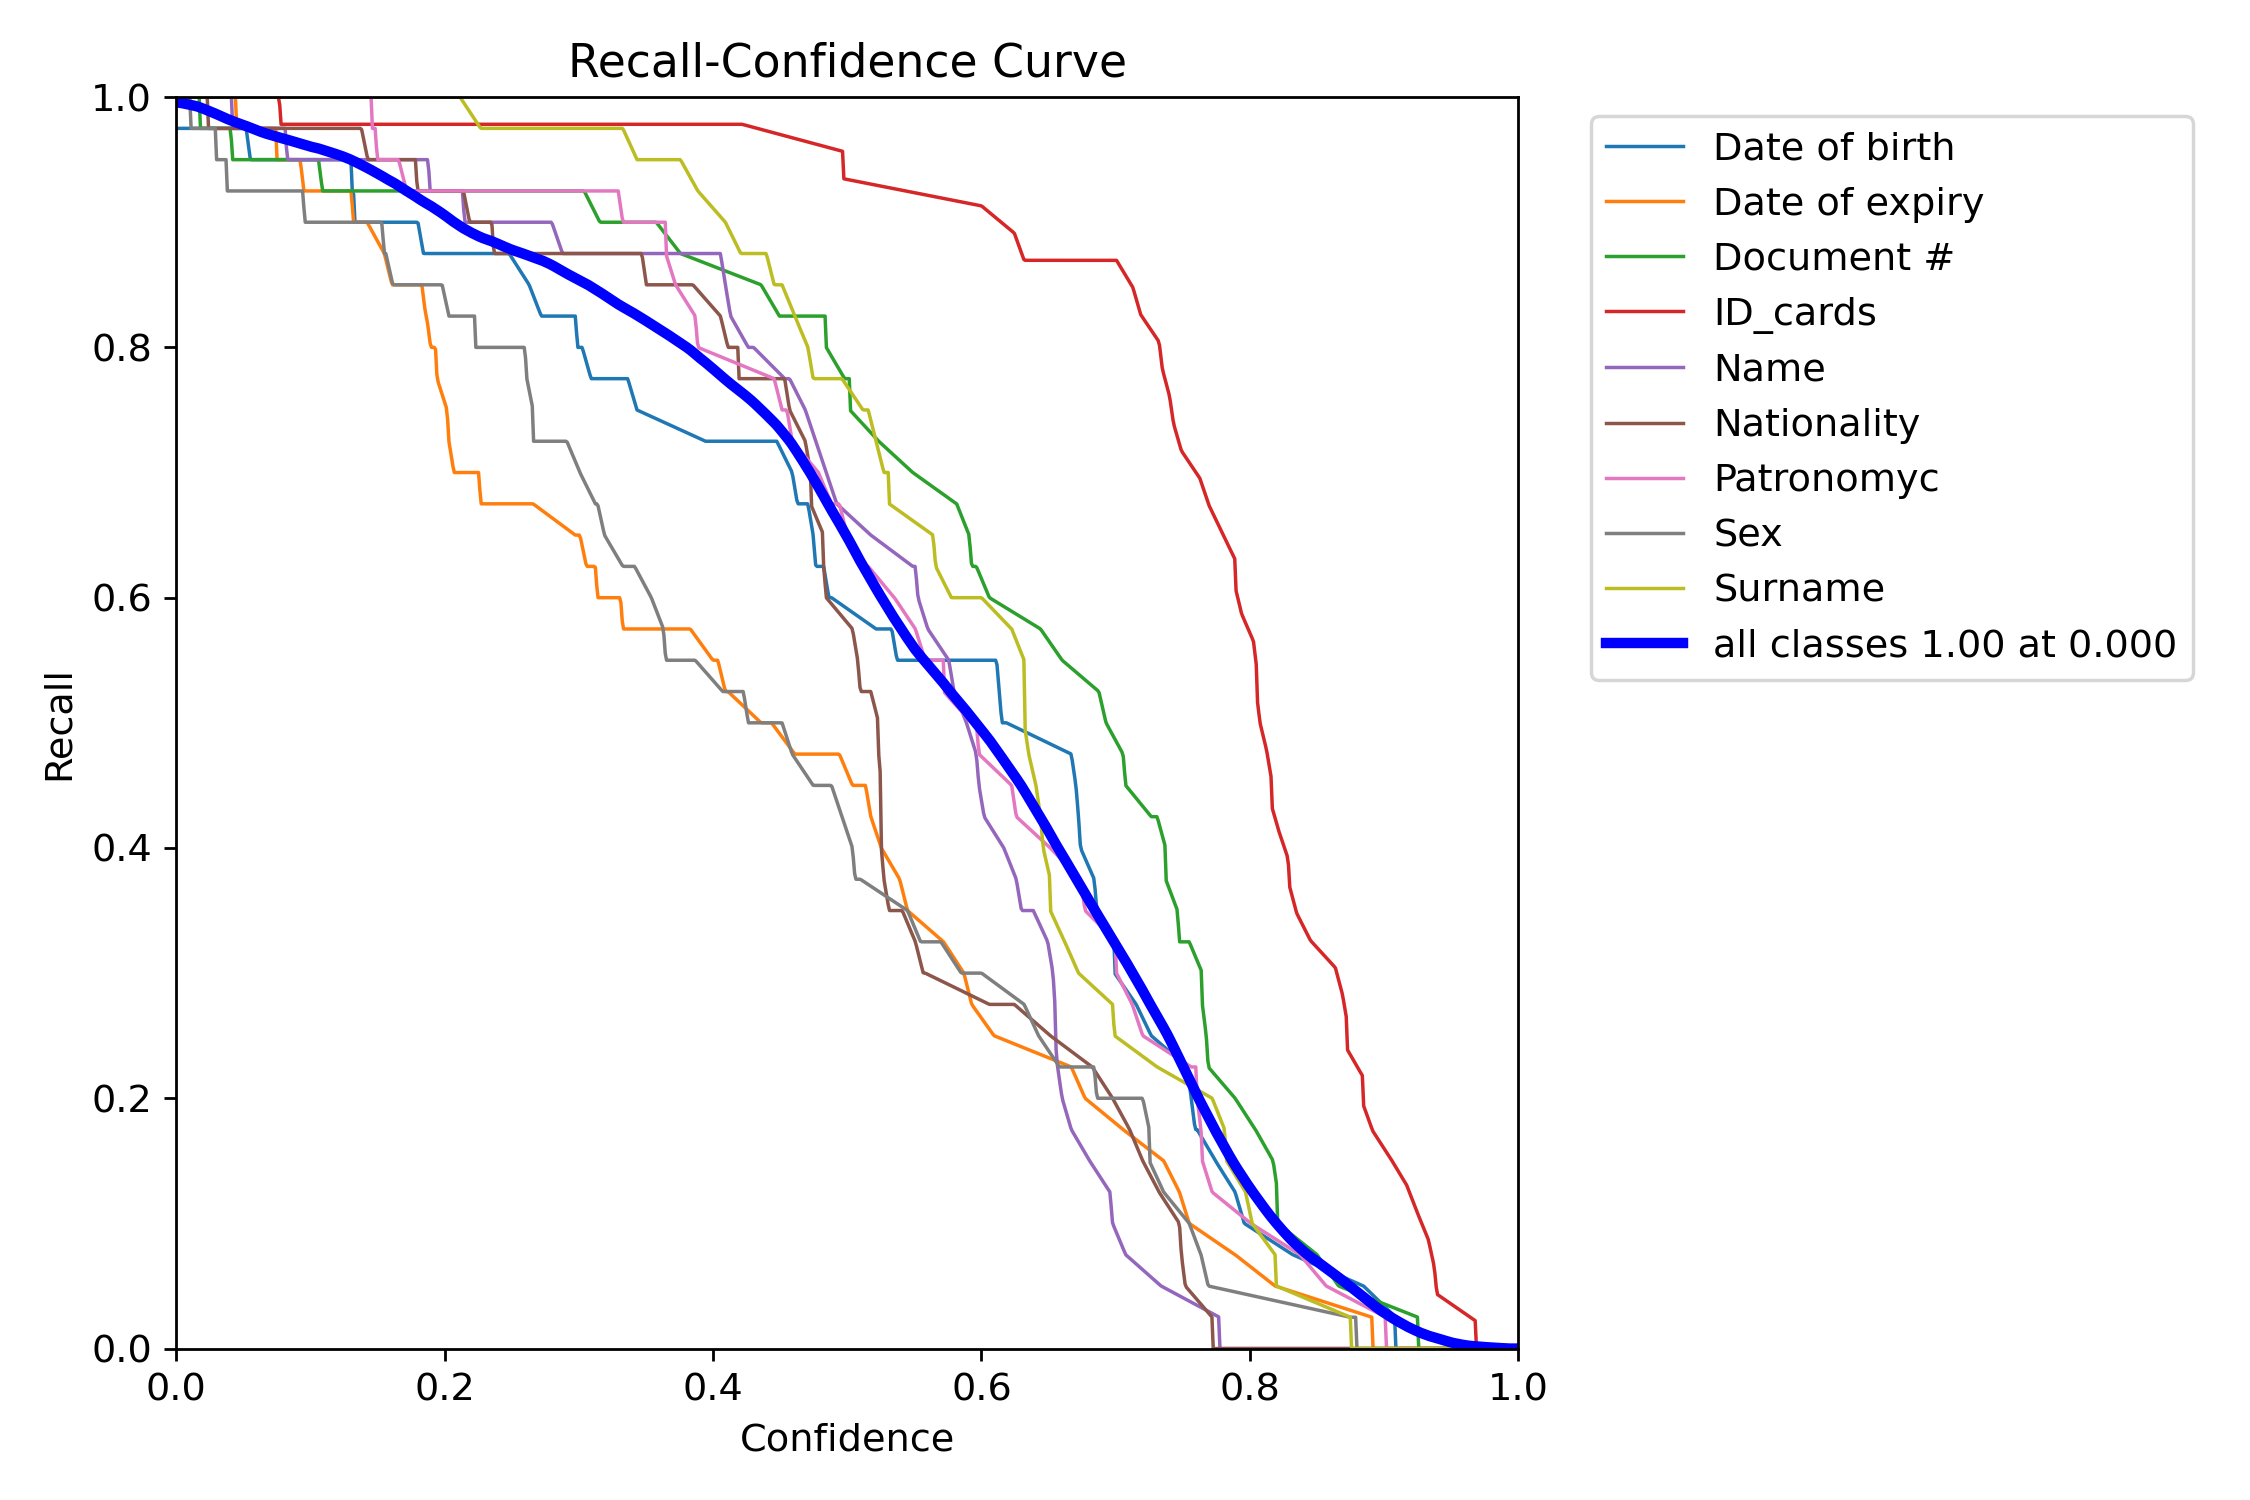 Recall-Confidence Curve
1.0
0.8
0.6
0.4
0.2
0.0
Recall
0.0 0.2 0.4 0.6 0.8 1.0
Confidence
Date of birth
Date of expiry
Document #
ID_cards
Name
Nationality
Patronomyc
Sex
Surname
all classes 1.00 at 0.000